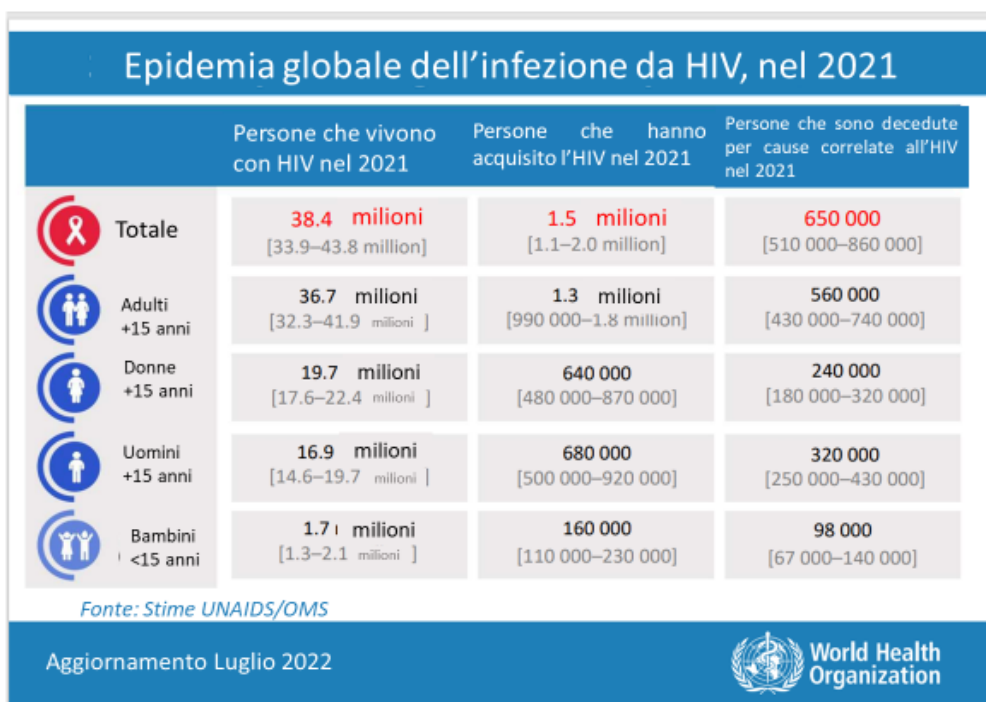 Epidemia globale dell'infezione da HIV, nel 2021
Persone che vivono
con HIV nel 2021
Persone che hanno
acquisito l'HIV nel 2021
Persone che sono decedute
per cause correlate all'HIV
nel 2021
Totale
38.4 milioni
[33.9–43.8 million]
1.5 milioni
[1.1–2.0 million]
650 000
[510 000–860 000]
Adulti
+15 anni
36.7 milioni
[32.3–41.9 milioni ]
1.3 milioni
[990 000–1.8 million]
560 000
[430 000–740 000]
Donne
+15 anni
19.7 milioni
[17.6–22.4 milioni ]
640 000
[480 000–870 000]
240 000
[180 000–320 000]
Uomini
+15 anni
16.9 milioni
[14.6–19.7 milioni ]
680 000
[500 000–920 000]
320 000
[250 000–430 000]
Bambini
<15 anni
1.7 milioni
[1.3–2.1 milioni ]
160 000
[110 000–230 000]
98 000
[67 000–140 000]
Fonte: Stime UNAIDS/OMS
Aggiornamento Luglio 2022
World Health
Organization